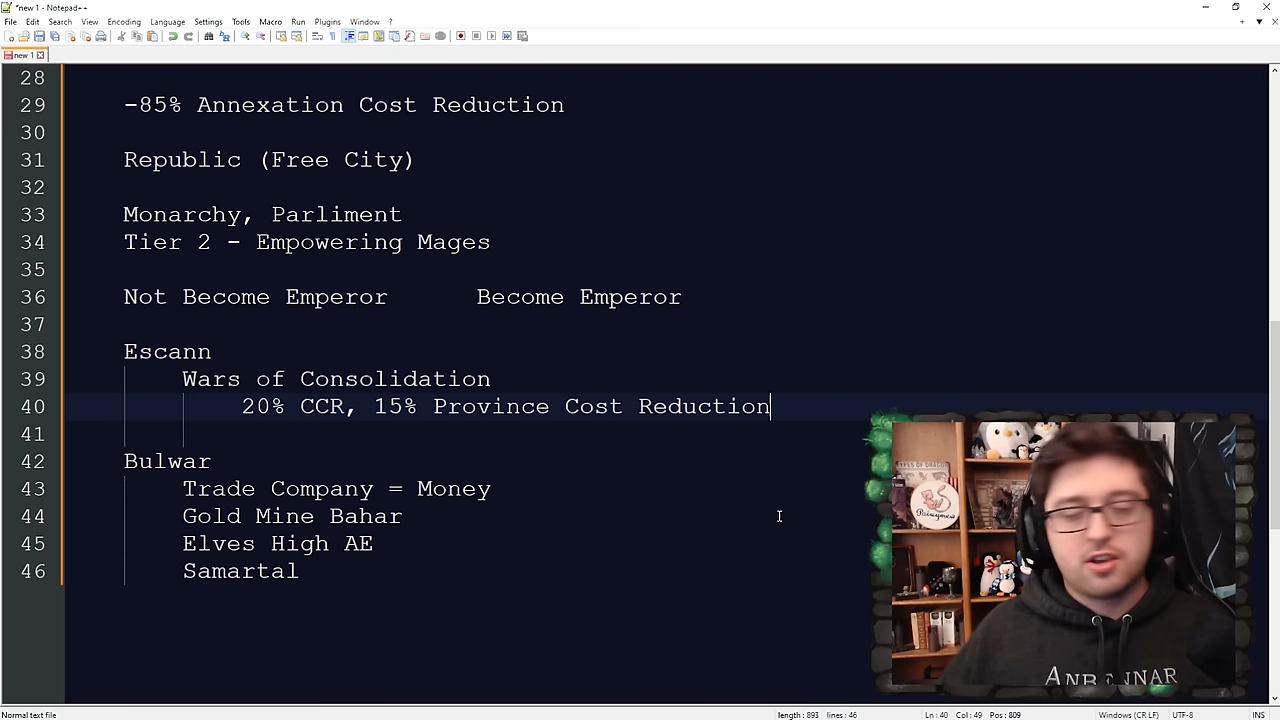 *new 1 - Notepad++
File Edit Search View Encoding Language Settings Tools Macro Run Plugins Window ?
new 1
28
29 -85% Annexation Cost Reduction
30
31 Republic (Free City)
32
33 Monarchy, Parliment
34 Tier 2 - Empowering Mages
35
36 Not Become Emperor Become Emperor
37
38 Escann
39 Wars of Consolidation
40 20% CCR, 15% Province Cost Reduction
41
42 Bulwar
43 Trade Company = Money
44 Gold Mine Bahar
45 Elves High AE
46 Samartal
ANBENNAR
Normal text file length : 893 lines : 46 Ln : 40 Col : 49 Pos : 809 Windows (CR LF) UTF-8 INS